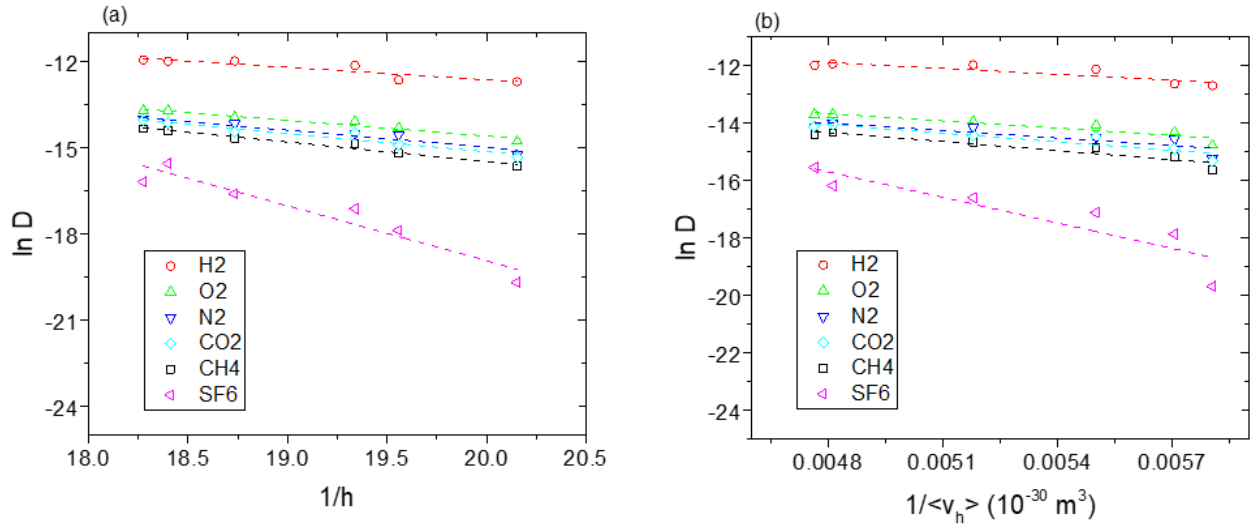 (a)
ln D
-12
-15
-18
-21
-24
H2
O2
N2
CO2
CH4
SF6
18.0 18.5 19.0 19.5 20.0 20.5
1/h
(b)
ln D
-12
-14
-16
-18
-20
-22
-24
H2
O2
N2
CO2
CH4
SF6
0.0048 0.0051 0.0054 0.0057
1/<v_h> (10^-30 m^3)